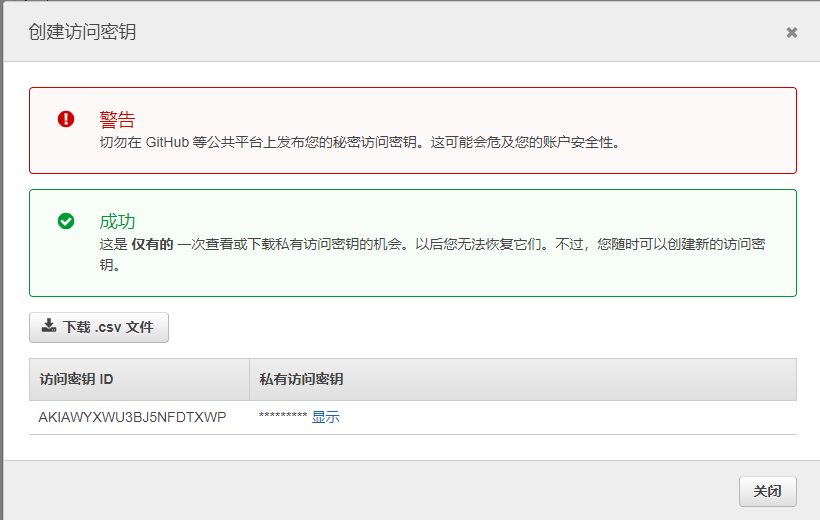 创建访问密钥
警告
切勿在 GitHub 等公共平台上发布您的秘密访问密钥。这可能会危及您的账户安全性。
成功
这是 仅有的 一次查看或下载私有访问密钥的机会。以后您无法恢复它们。不过，您随时可以创建新的访问密
钥。
下载 .csv 文件
访问密钥 ID 私有访问密钥
AKIAWYXWU3BJ5NFDTXWP ********* 显示
关闭